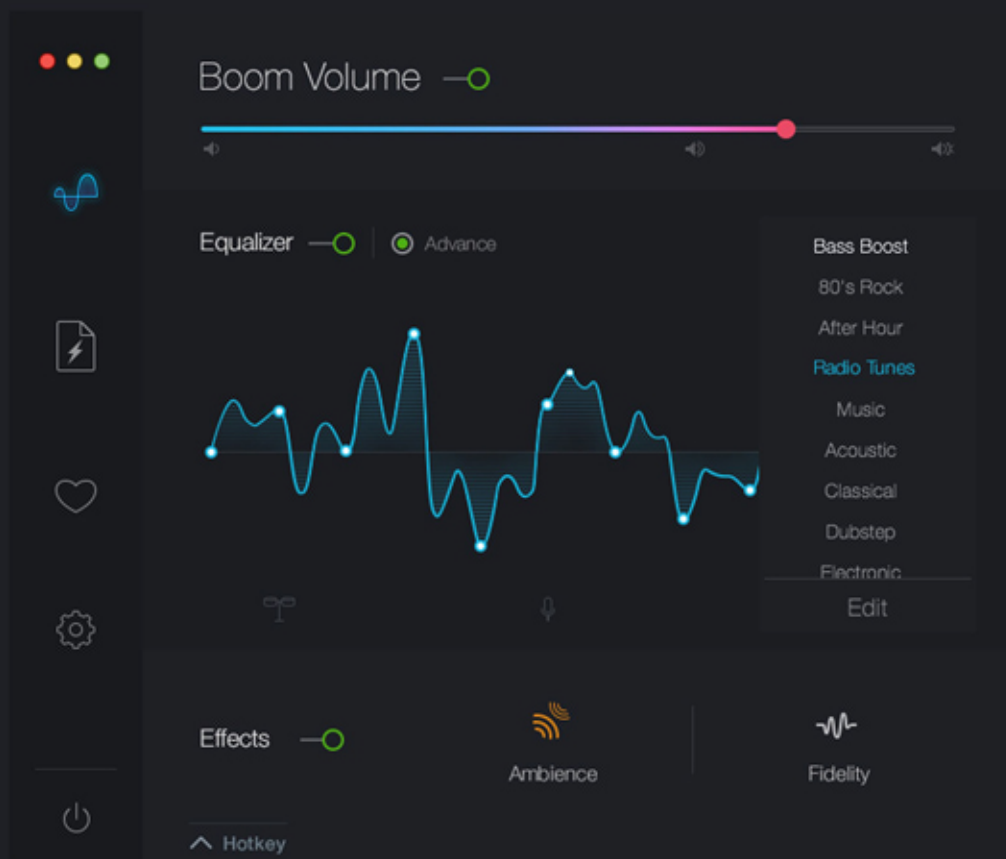 Boom Volume
Equalizer
Advance
Bass Boost
80's Rock
After Hour
Radio Tunes
Music
Acoustic
Classical
Dubstep
Electronic
Edit
Effects
Ambience
Fidelity
Hotkey